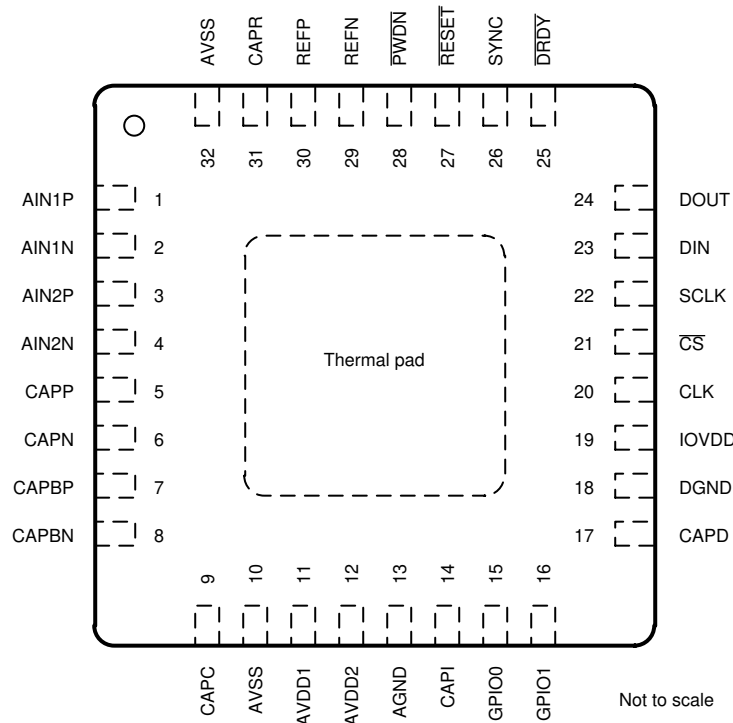 AVSS CAPR REFP REFN PWDN RESET SYNC DRDY
32 31 30 29 28 27 26 25
AIN1P 1 24 DOUT
AIN1N 2 23 DIN
AIN2P 3 22 SCLK
AIN2N 4 21 CS
Thermal pad
CAPP 5 20 CLK
CAPN 6 19 IOVDD
CAPBP 7 18 DGND
CAPBN 8 17 CAPD
9 10 11 12 13 14 15 16
CAPC AVSS AVDD1 AVDD2 AGND CAPI GPIO0 GPIO1
Not to scale